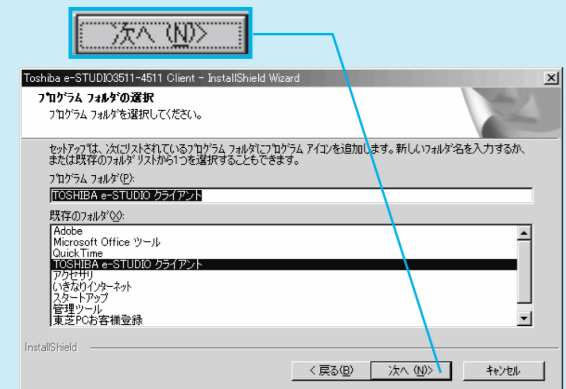 次へ (N)>
Toshiba e-STUDIO3511-4511 Client - InstallShield Wizard
ﾌﾟﾛｸﾞﾗﾑ ﾌｫﾙﾀﾞの選択
ﾌﾟﾛｸﾞﾗﾑ ﾌｫﾙﾀﾞを選択してください。
ｾｯﾄｱｯﾌﾟは、次にﾘｽﾄされているﾌﾟﾛｸﾞﾗﾑ ﾌｫﾙﾀﾞにﾌﾟﾛｸﾞﾗﾑ ｱｲｺﾝを追加します。新しいﾌｫﾙﾀﾞ名を入力するか、
または既存のﾌｫﾙﾀﾞ ﾘｽﾄから1つを選択することもできます。
ﾌﾟﾛｸﾞﾗﾑ ﾌｫﾙﾀﾞ(P):
TOSHIBA e-STUDIO クライアント
既存のﾌｫﾙﾀﾞ(X):
Adobe
Microsoft Office ツール
QuickTime
TOSHIBA e-STUDIO クライアント
アクセサリ
いきなりインターネット
スタートアップ
管理ツール
東芝PCお客様登録
InstallShield
< 戻る(B) 次へ (N)> ｷｬﾝｾﾙ